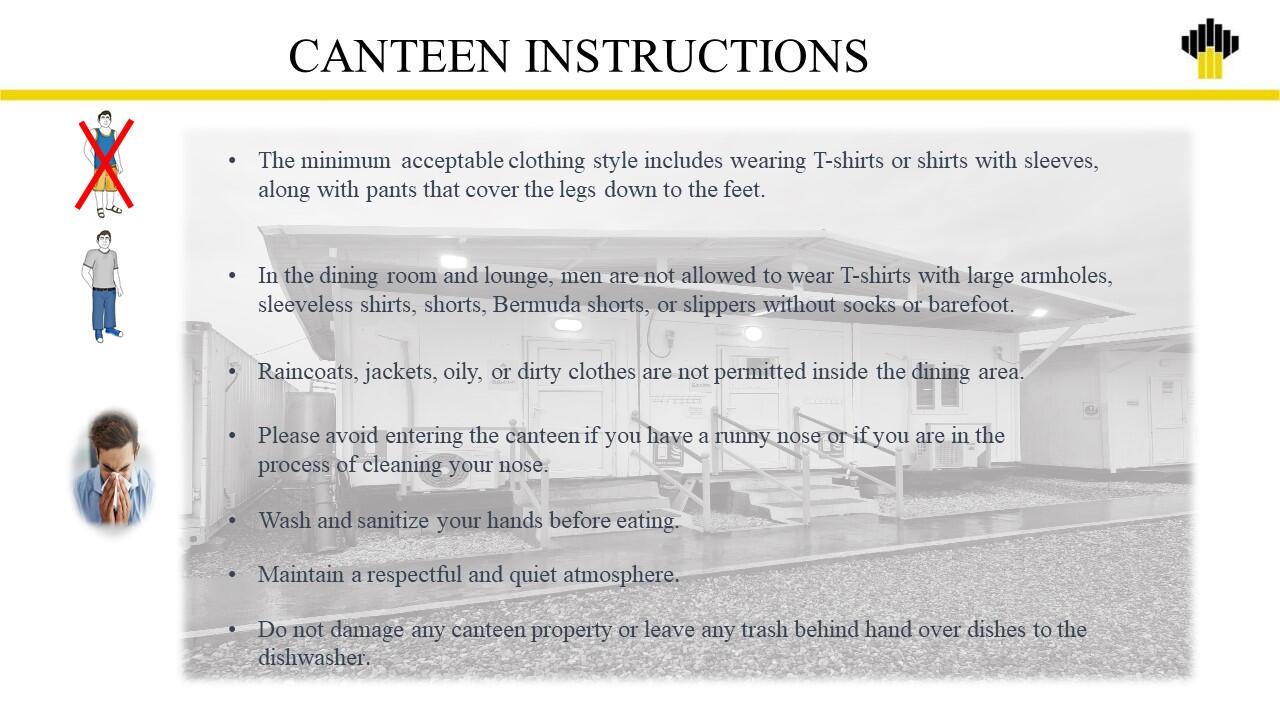 CANTEEN INSTRUCTIONS
• The minimum acceptable clothing style includes wearing T-shirts or shirts with sleeves,
along with pants that cover the legs down to the feet.
• In the dining room and lounge, men are not allowed to wear T-shirts with large armholes,
sleeveless shirts, shorts, Bermuda shorts, or slippers without socks or barefoot.
• Raincoats, jackets, oily, or dirty clothes are not permitted inside the dining area.
• Please avoid entering the canteen if you have a runny nose or if you are in the
process of cleaning your nose.
• Wash and sanitize your hands before eating.
• Maintain a respectful and quiet atmosphere.
• Do not damage any canteen property or leave any trash behind hand over dishes to the
dishwasher.